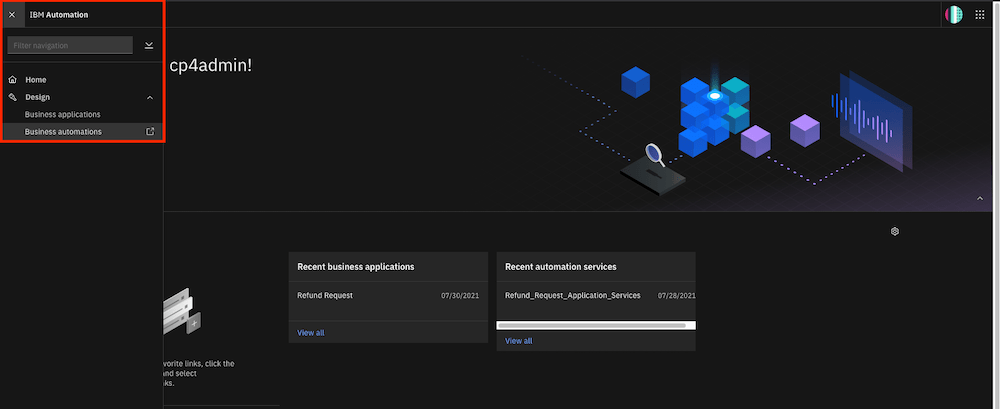 IBM Automation
Filter navigation
Home
Design
Business applications
Business automations
cp4admin!
Recent business applications
Refund Request 07/30/2021
View all
Recent automation services
Refund_Request_Application_Services 07/28/2021
View all
vorite links, click the
and select
ks.